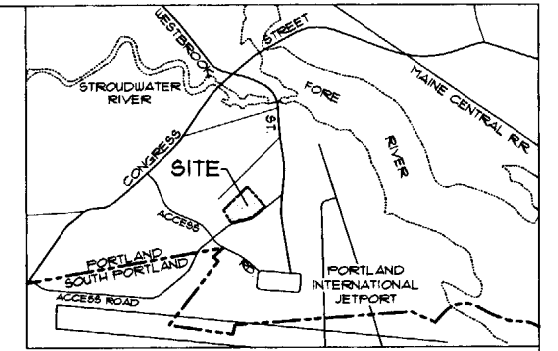 WESTBROOK
STREET
STROUDWATER
RIVER
FORE
RIVER
MAINE CENTRAL R.R.
ST.
CONGRESS
SITE
ACCESS
RD
PORTLAND
SOUTH PORTLAND
ACCESS ROAD
PORTLAND
INTERNATIONAL
JETPORT